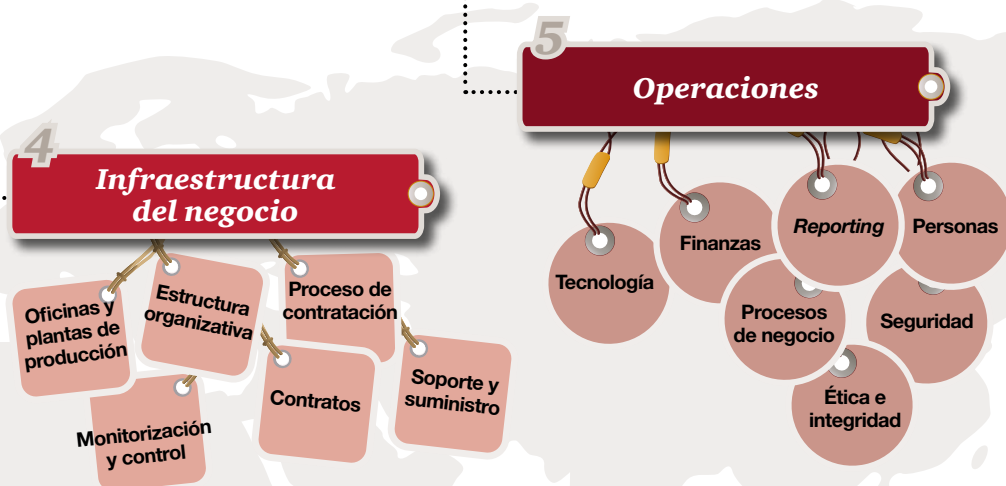 4
Infraestructura
del negocio
Oficinas y
plantas de
producción
Estructura
organizativa
Proceso de
contratación
Monitorización
y control
Contratos
Soporte y
suministro
5
Operaciones
Tecnología
Finanzas
Reporting
Personas
Procesos
de negocio
Seguridad
Ética e
integridad